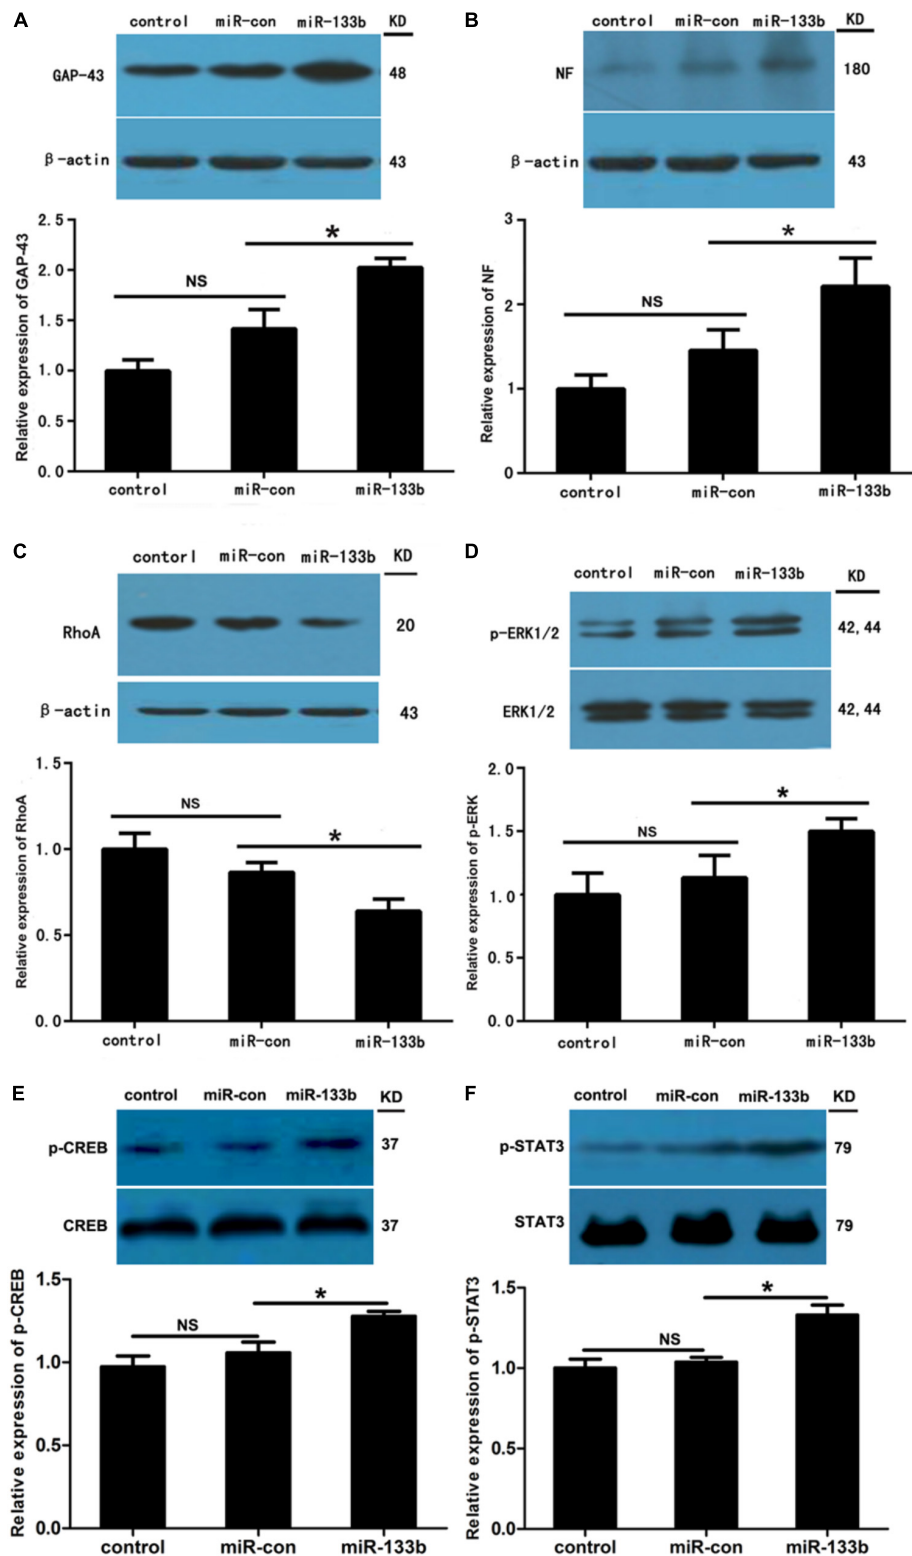 A
control miR-con miR-133b KD
GAP-43 48
β-actin 43
Relative expression of GAP-43
2.5
2.0
1.5
1.0
0.5
0.0
NS
*
control miR-con miR-133b
B
control miR-con miR-133b KD
NF 180
β-actin 43
Relative expression of NF
3
2
1
0
NS
*
control miR-con miR-133b
C
contorl miR-con miR-133b KD
RhoA 20
β-actin 43
Relative expression of RhoA
1.5
1.0
0.5
0.0
NS
*
control miR-con miR-133b
D
control miR-con miR-133b KD
p-ERK1/2 42, 44
ERK1/2 42, 44
Relative expression of p-ERK
2.0
1.5
1.0
0.5
0.0
NS
*
control miR-con miR-133b
E
control miR-con miR-133b KD
p-CREB 37
CREB 37
Relative expression of p-CREB
1.5
1.0
0.5
0.0
NS
*
control miR-con miR-133b
F
control miR-con miR-133b KD
p-STAT3 79
STAT3 79
Relative expression of p-STAT3
1.5
1.0
0.5
0.0
NS
*
control miR-con miR-133b